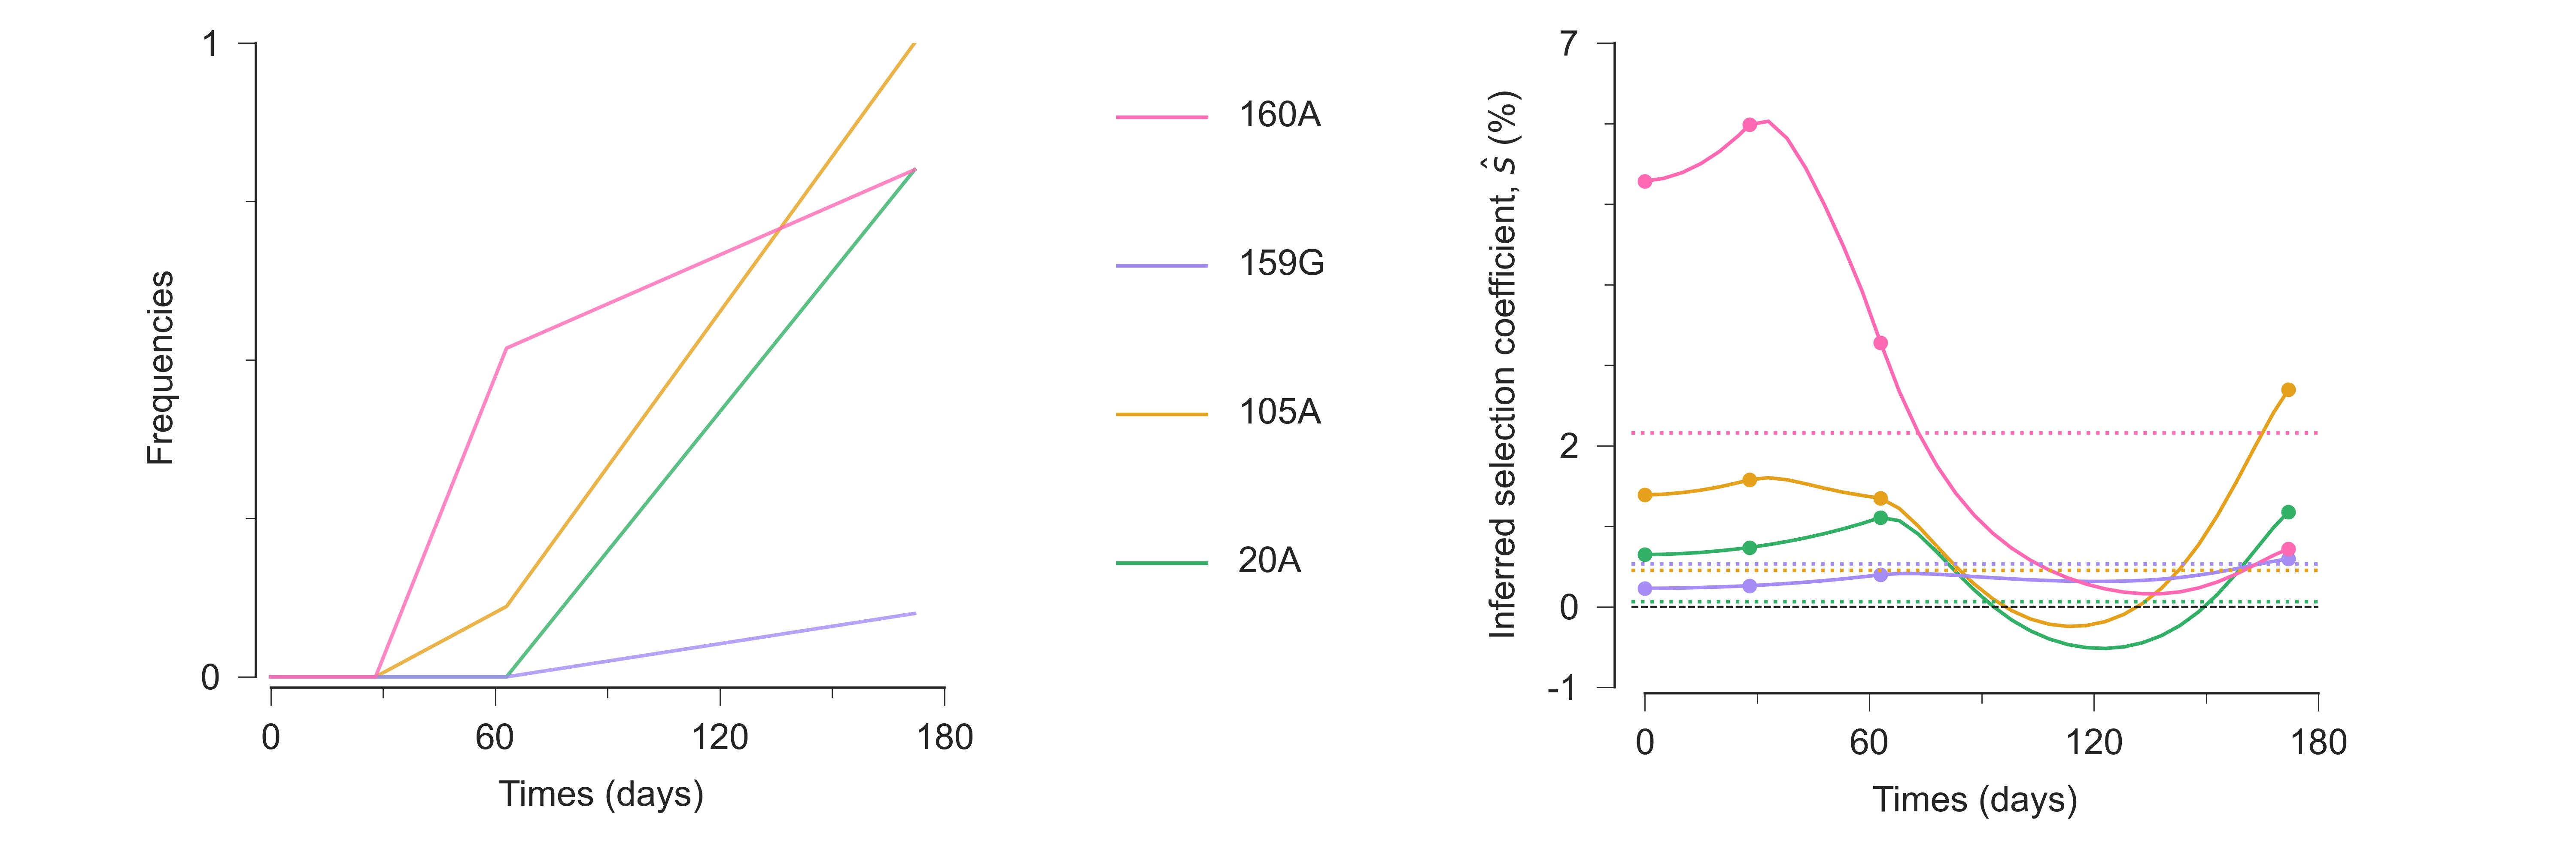 1
0
Frequencies
0 60 120 180
Times (days)
160A
159G
105A
20A
7
2
0
-1
Inferred selection coefficient, ŝ (%)
0 60 120 180
Times (days)